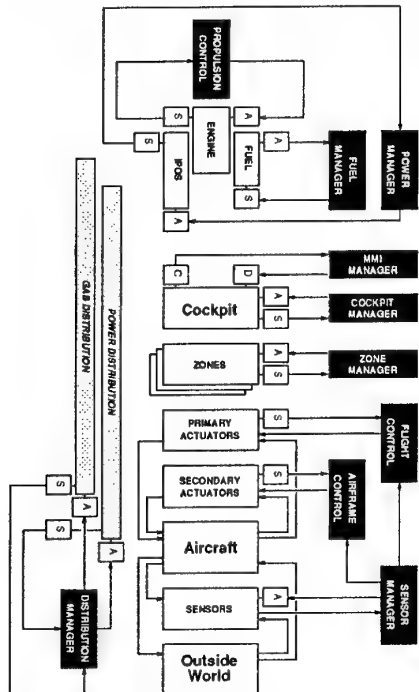 PROPULSION
CONTROL
S
A
S
ENGINE
IPOS
FUEL
A
S
A
FUEL
MANAGER
POWER
MANAGER
GAS DISTRIBUTION
POWER DISTRIBUTION
C
D
Cockpit
A
S
MMI
MANAGER
COCKPIT
MANAGER
ZONES
A
S
ZONE
MANAGER
PRIMARY
ACTUATORS
S
FLIGHT
CONTROL
SECONDARY
ACTUATORS
S
AIRFRAME
CONTROL
Aircraft
S
A
S
A
DISTRIBUTION
MANAGER
SENSORS
A
SENSOR
MANAGER
Outside
World